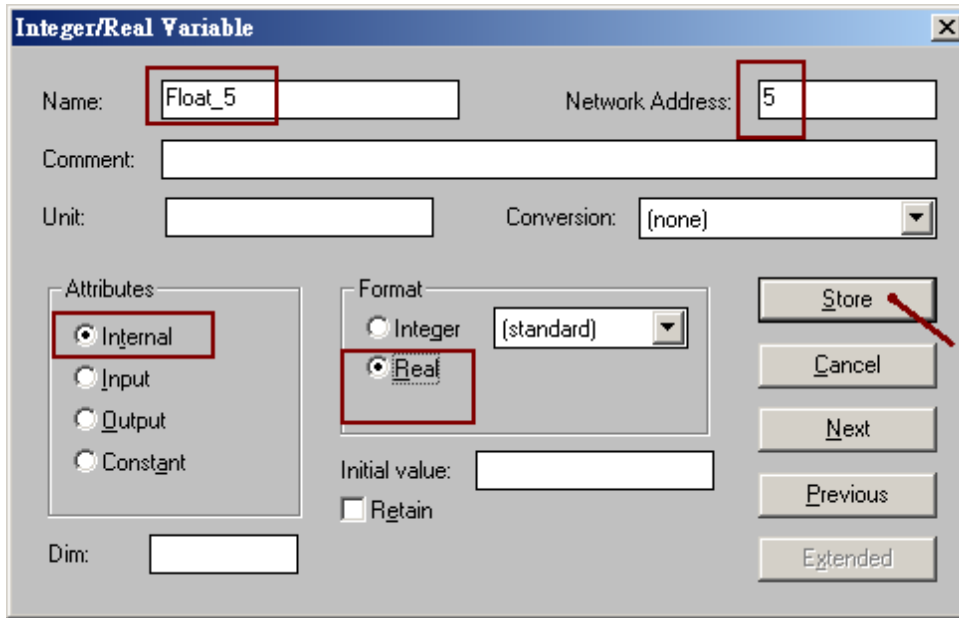 Integer/Real Variable
Name: Float_5 Network Address: 5
Comment:
Unit: Conversion: (none)
Attributes
Internal
Input
Output
Constant
Dim:
Format
Integer (standard)
Real
Initial value:
Retain
Store
Cancel
Next
Previous
Extended